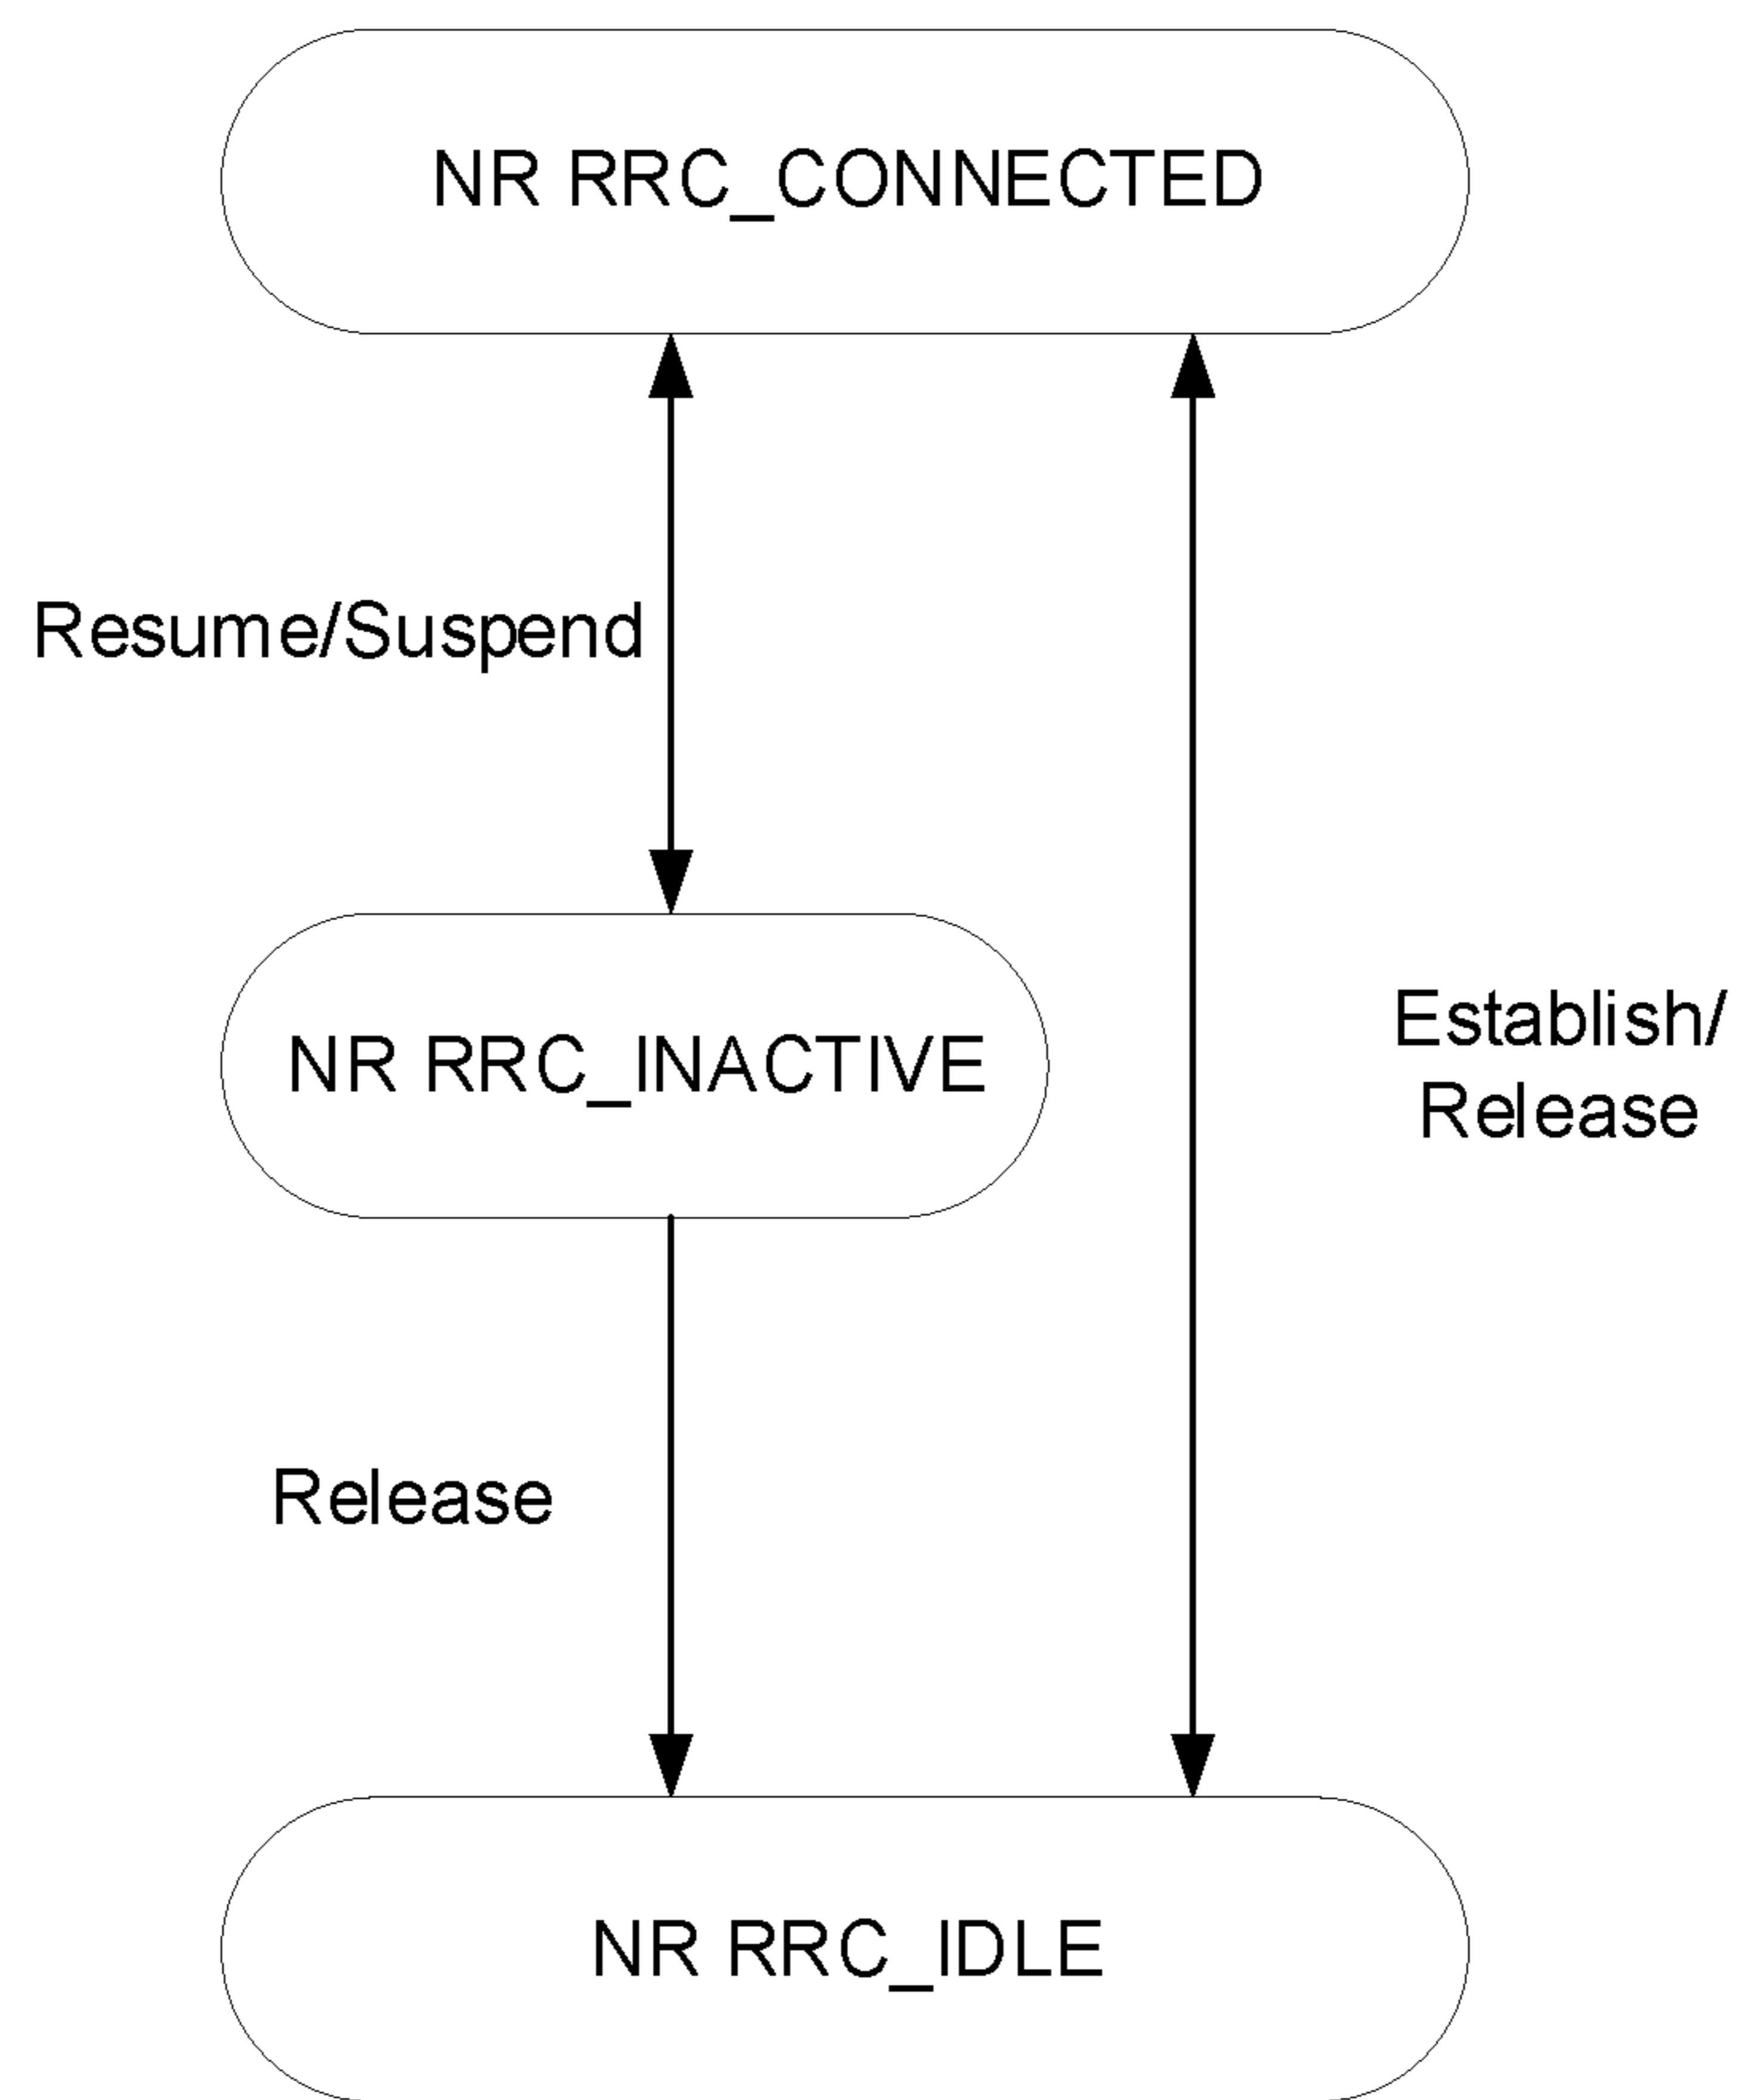 NR RRC_CONNECTED
Resume/Suspend
NR RRC_INACTIVE
Establish/
Release
Release
NR RRC_IDLE